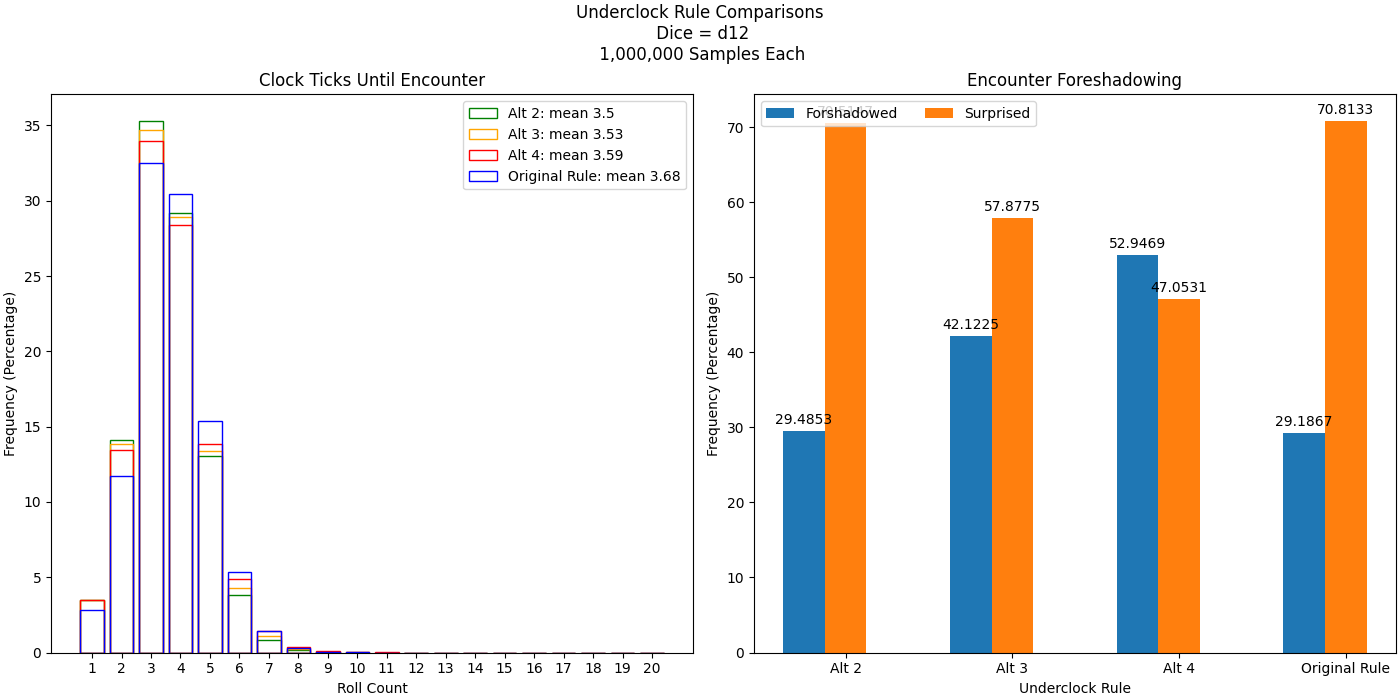 Underclock Rule Comparisons
Dice = d12
1,000,000 Samples Each
Clock Ticks Until Encounter
Frequency (Percentage)
35
30
25
20
15
10
5
0
Alt 2: mean 3.5
Alt 3: mean 3.53
Alt 4: mean 3.59
Original Rule: mean 3.68
1 2 3 4 5 6 7 8 9 10 11 12 13 14 15 16 17 18 19 20
Roll Count
Encounter Foreshadowing
Frequency (Percentage)
70
60
50
40
30
20
10
0
Forshadowed Surprised
70.8133
57.8775
52.9469
47.0531
42.1225
29.4853
29.1867
Alt 2 Alt 3 Alt 4 Original Rule
Underclock Rule